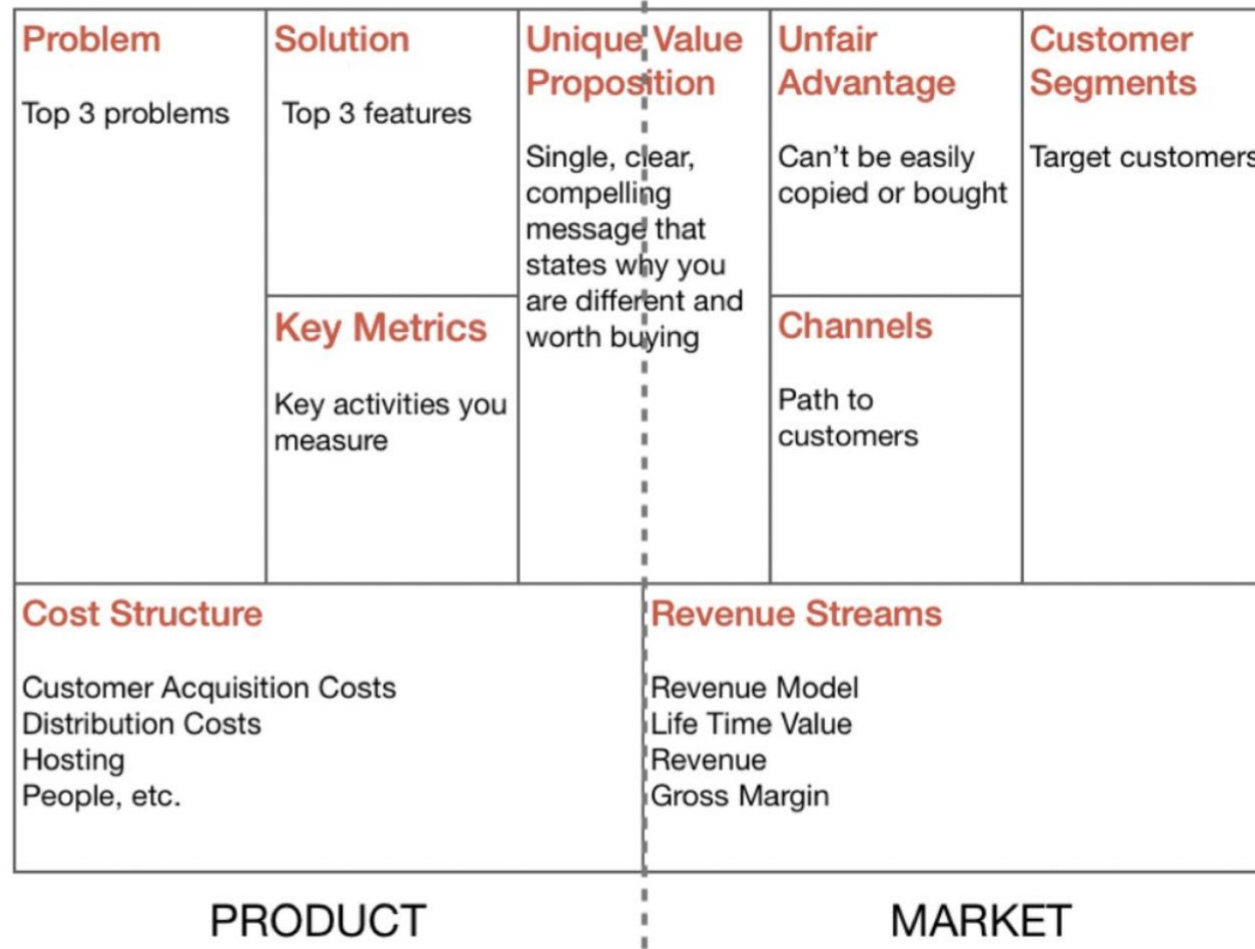 Problem
Top 3 problems
Solution
Top 3 features
Key Metrics
Key activities you
measure
Unique Value
Proposition
Single, clear,
compelling
message that
states why you
are different and
worth buying
Unfair
Advantage
Can't be easily
copied or bought
Channels
Path to
customers
Customer
Segments
Target customers
Cost Structure
Customer Acquisition Costs
Distribution Costs
Hosting
People, etc.
Revenue Streams
Revenue Model
Life Time Value
Revenue
Gross Margin
PRODUCT
MARKET